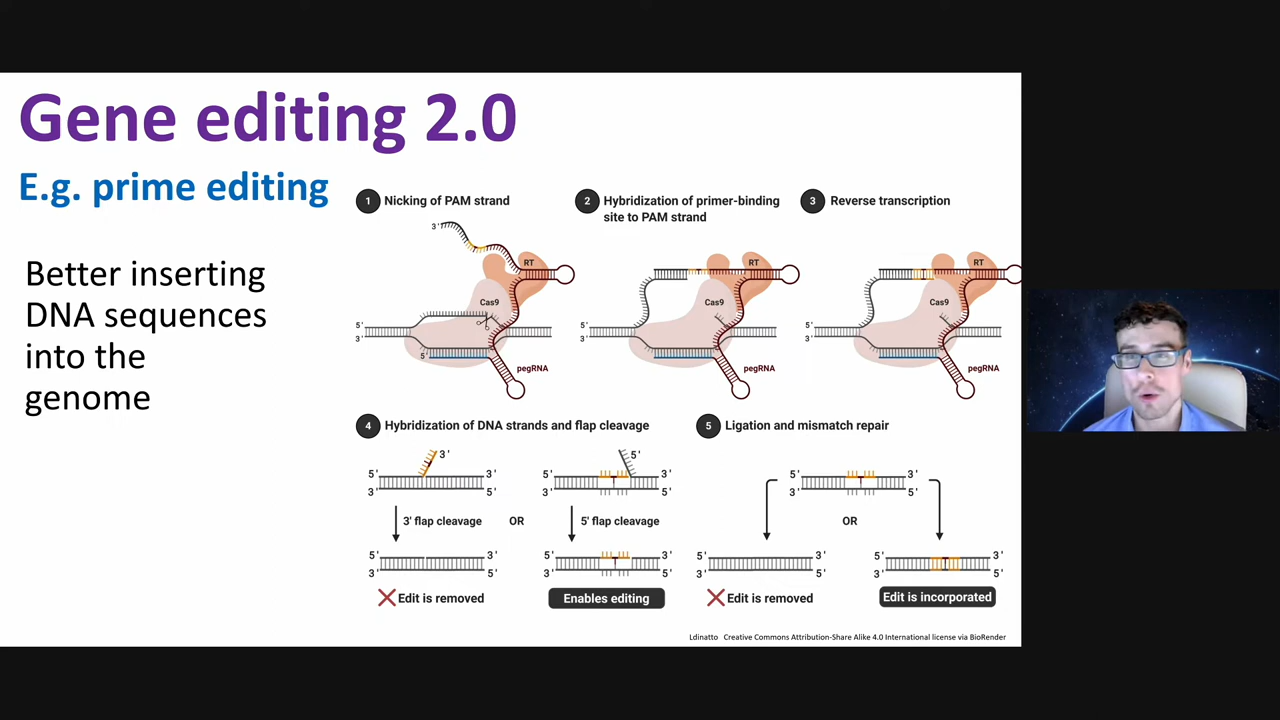 Gene editing 2.0
E.g. prime editing
Better inserting
DNA sequences
into the
genome
1 Nicking of PAM strand
3'
RT
Cas9
5'
3'
5'
pegRNA
2 Hybridization of primer-binding
site to PAM strand
RT
Cas9
5'
3'
pegRNA
3 Reverse transcription
RT
Cas9
5'
3'
pegRNA
4 Hybridization of DNA strands and flap cleavage
3'
5' 3'
3' 5'
5'
5' 3'
3' 5'
3' flap cleavage OR 5' flap cleavage
5' 3'
3' 5'
Edit is removed
5' 3'
3' 5'
Enables editing
5 Ligation and mismatch repair
5' 3'
3' 5'
OR
5' 3'
3' 5'
Edit is removed
5' 3'
3' 5'
Edit is incorporated
Ldinatto Creative Commons Attribution-Share Alike 4.0 International license via BioRender